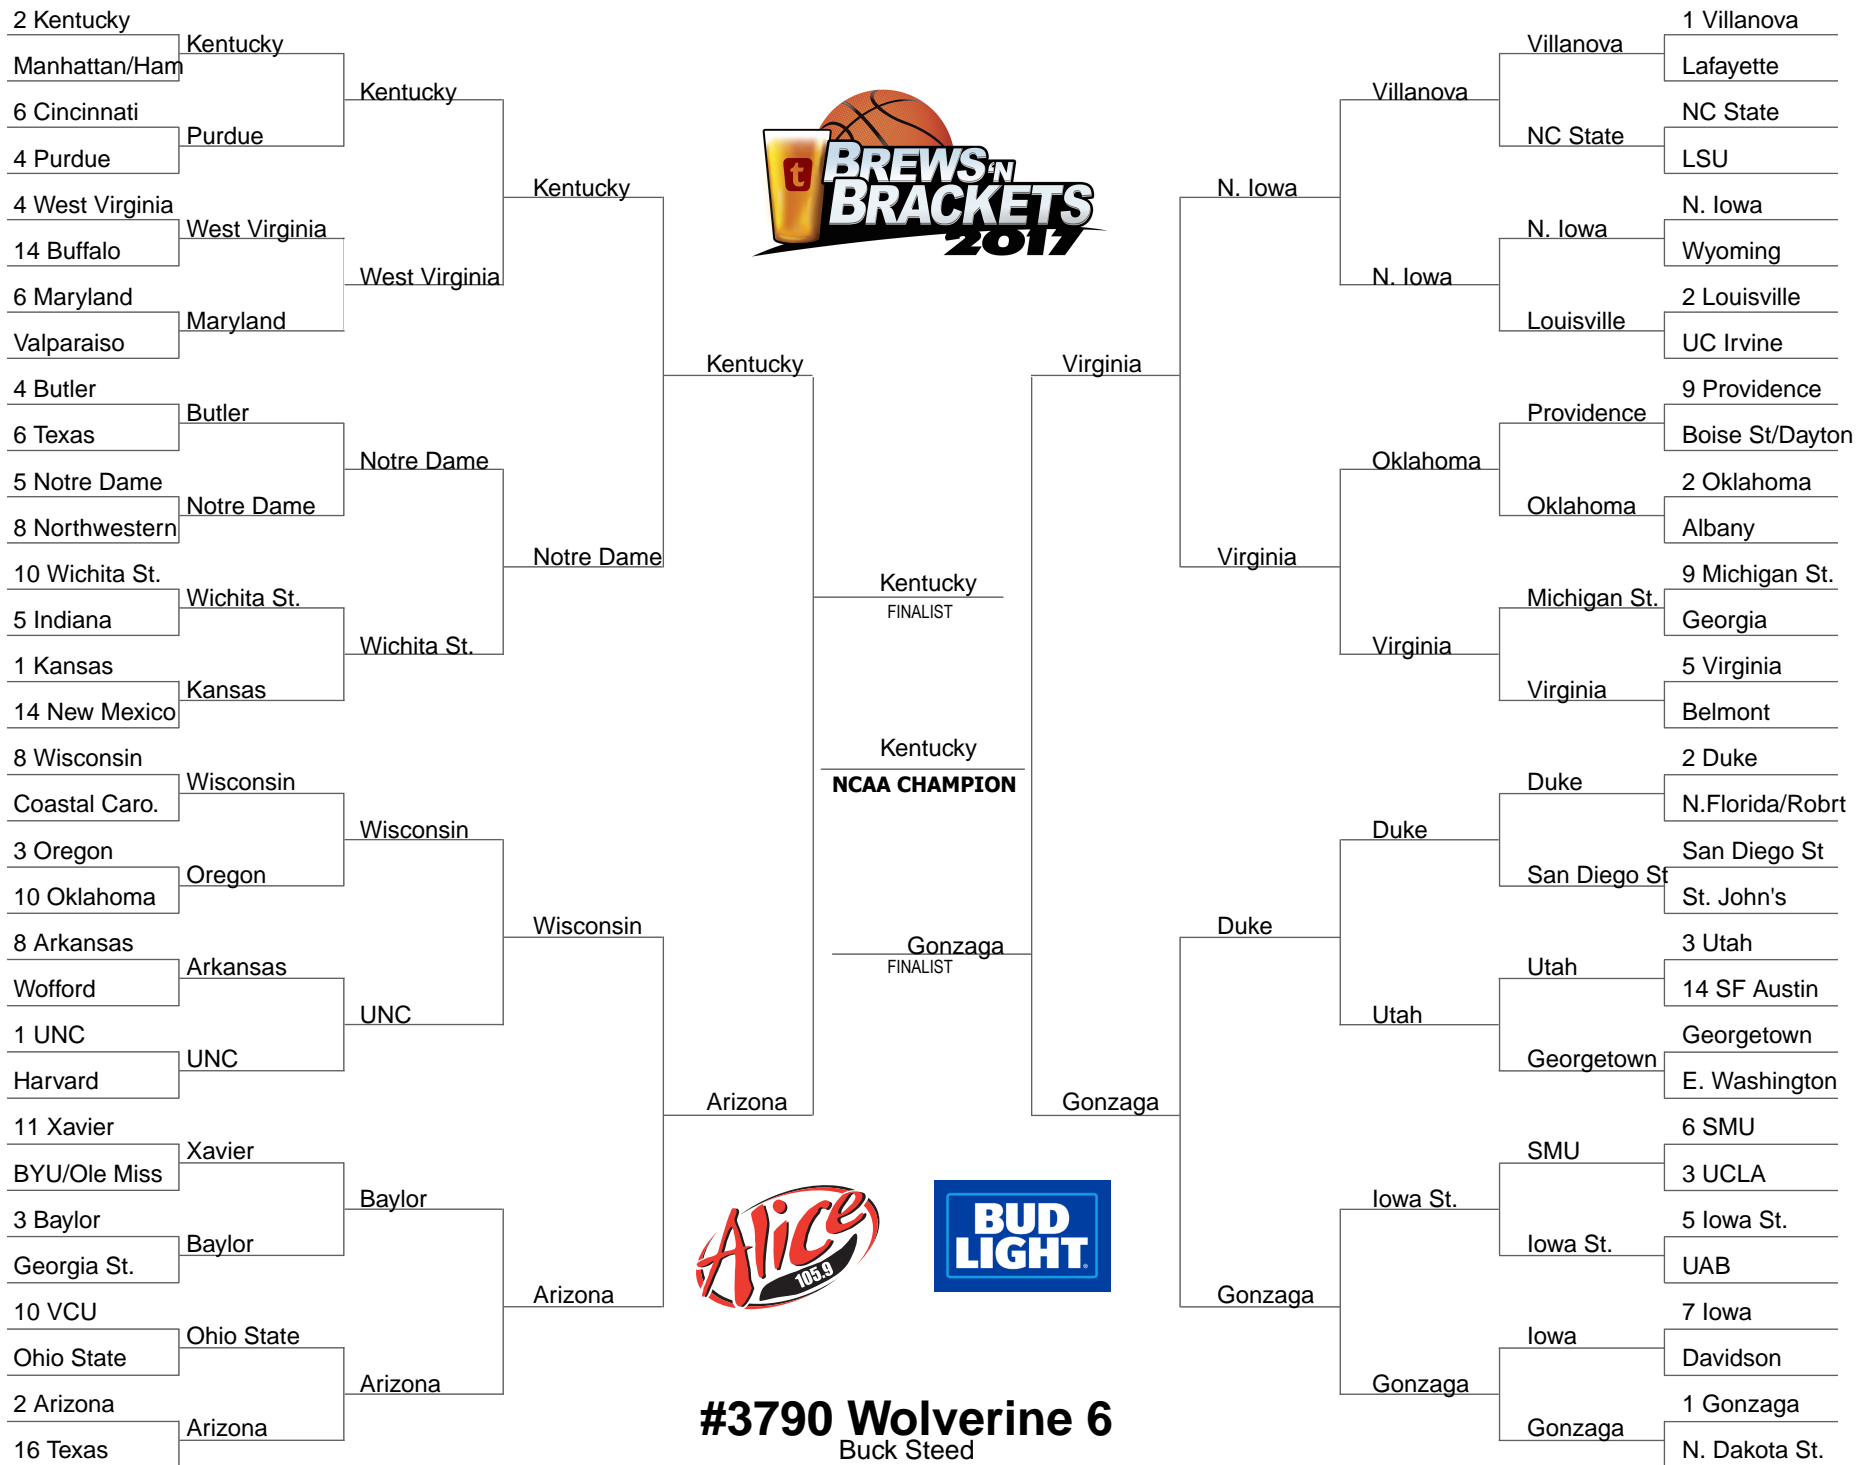 2 Kentucky
Manhattan/Ham
6 Cincinnati
4 Purdue
4 West Virginia
14 Buffalo
6 Maryland
Valparaiso
4 Butler
6 Texas
5 Notre Dame
8 Northwestern
10 Wichita St.
5 Indiana
1 Kansas
14 New Mexico
8 Wisconsin
Coastal Caro.
3 Oregon
10 Oklahoma
8 Arkansas
Wofford
1 UNC
Harvard
11 Xavier
BYU/Ole Miss
3 Baylor
Georgia St.
10 VCU
Ohio State
2 Arizona
16 Texas
Kentucky
Purdue
West Virginia
Maryland
Butler
Notre Dame
Wichita St.
Kansas
Wisconsin
Oregon
Arkansas
UNC
Xavier
Baylor
Ohio State
Arizona
Kentucky
West Virginia
Notre Dame
Wichita St.
Wisconsin
UNC
Baylor
Arizona
Kentucky
Notre Dame
Wisconsin
Arizona
Kentucky
Arizona
t
BREWS 'N
BRACKETS
2017
Kentucky
FINALIST
Kentucky
NCAA CHAMPION
Gonzaga
FINALIST
Alice
105.9
BUD
LIGHT
#3790 Wolverine 6
Buck Steed
Virginia
Gonzaga
N. Iowa
Virginia
Duke
Gonzaga
Villanova
N. Iowa
Oklahoma
Virginia
Duke
Utah
Iowa St.
Gonzaga
Villanova
NC State
N. Iowa
Louisville
Providence
Oklahoma
Michigan St.
Virginia
Duke
San Diego St
Utah
Georgetown
SMU
Iowa St.
Iowa
Gonzaga
1 Villanova
Lafayette
NC State
LSU
N. Iowa
Wyoming
2 Louisville
UC Irvine
9 Providence
Boise St/Dayton
2 Oklahoma
Albany
9 Michigan St.
Georgia
5 Virginia
Belmont
2 Duke
N.Florida/Robrt
San Diego St
St. John's
3 Utah
14 SF Austin
Georgetown
E. Washington
6 SMU
3 UCLA
5 Iowa St.
UAB
7 Iowa
Davidson
1 Gonzaga
N. Dakota St.